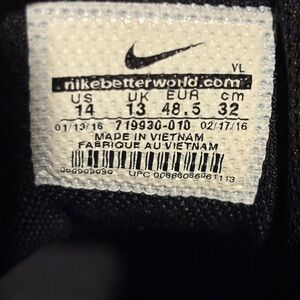 VL
nikebetterworld.com
US UK EUR cm
14 13 48.5 32
01/13/16 719930-010 02/17/16
MADE IN VIETNAM
FABRIQUE AU VIETNAM